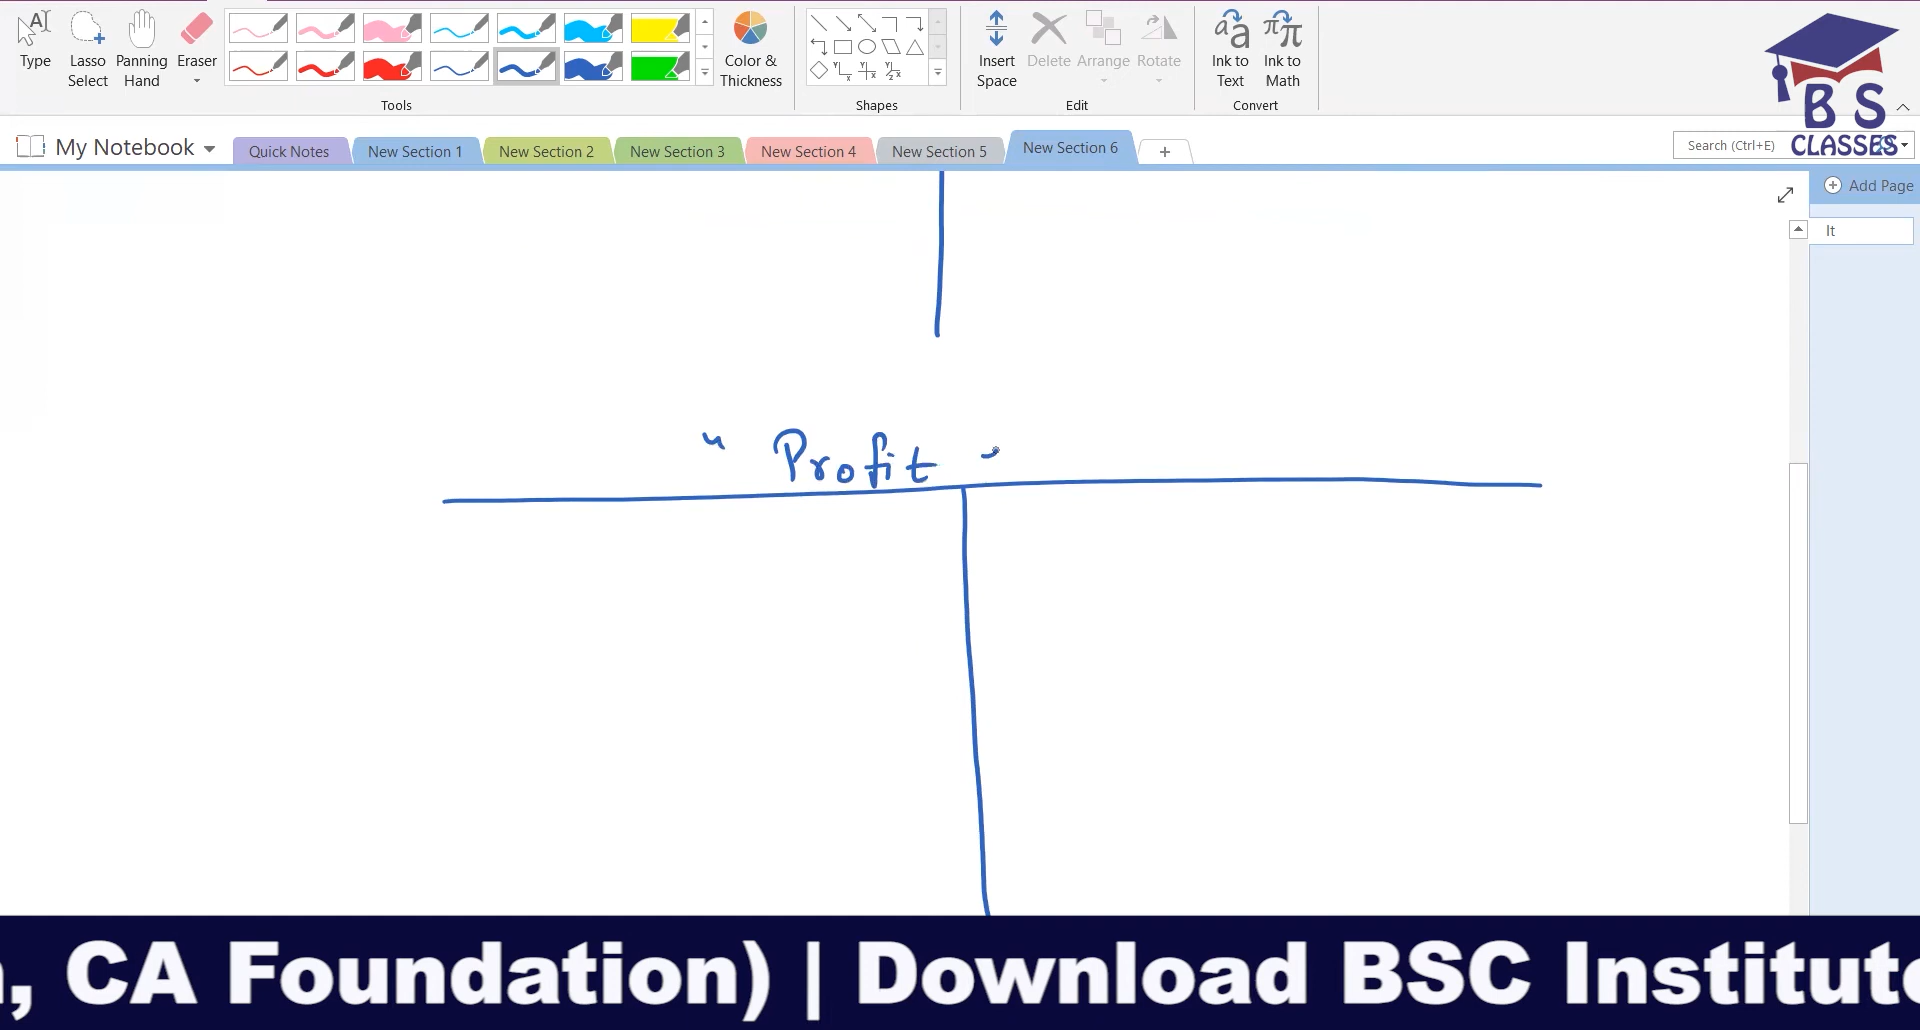 Type
Lasso Select
Panning Hand
Eraser
Color & Thickness
Insert Space
Delete
Arrange
Rotate
Ink to Text
Ink to Math
Tools
Shapes
Edit
Convert
BS
CLASSES
My Notebook
Quick Notes
New Section 1
New Section 2
New Section 3
New Section 4
New Section 5
New Section 6
Search (Ctrl+E)
Add Page
It
" Profit -
, CA Foundation) | Download BSC Institute